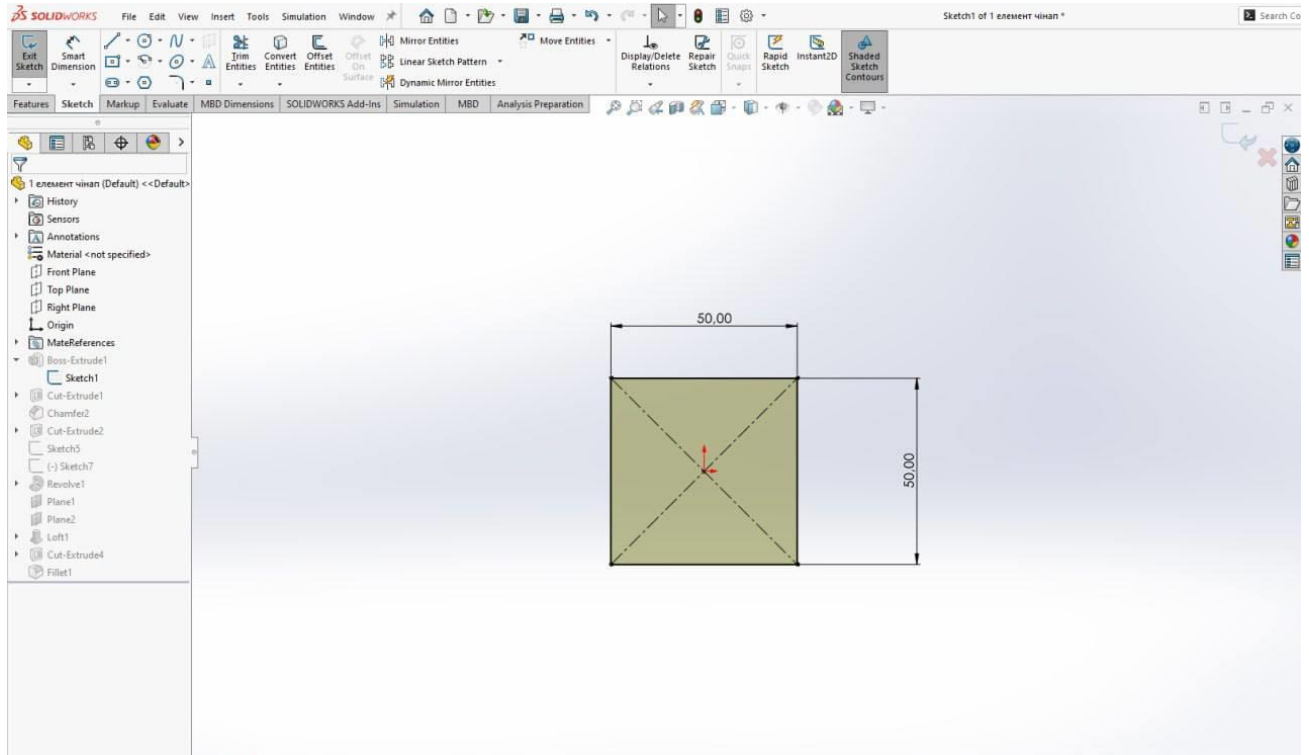 SOLIDWORKS File Edit View Insert Tools Simulation Window
Sketch1 of 1 елемент чінап *
Search Co
Exit Sketch
Smart Dimension
Trim Entities
Convert Entities
Offset Entities
Offset On Surface
Mirror Entities
Linear Sketch Pattern
Dynamic Mirror Entities
Move Entities
Display/Delete Relations
Repair Sketch
Quick Snaps
Rapid Sketch
Instant2D
Shaded Sketch Contours
Features Sketch Markup Evaluate MBD Dimensions SOLIDWORKS Add-Ins Simulation MBD Analysis Preparation
1 елемент чінап (Default) <<Default>
History
Sensors
Annotations
Material <not specified>
Front Plane
Top Plane
Right Plane
Origin
MateReferences
Boss-Extrude1
Sketch1
Cut-Extrude1
Chamfer2
Cut-Extrude2
Sketch5
(-) Sketch7
Revolve1
Plane1
Plane2
Loft1
Cut-Extrude4
Fillet1
50,00
50,00